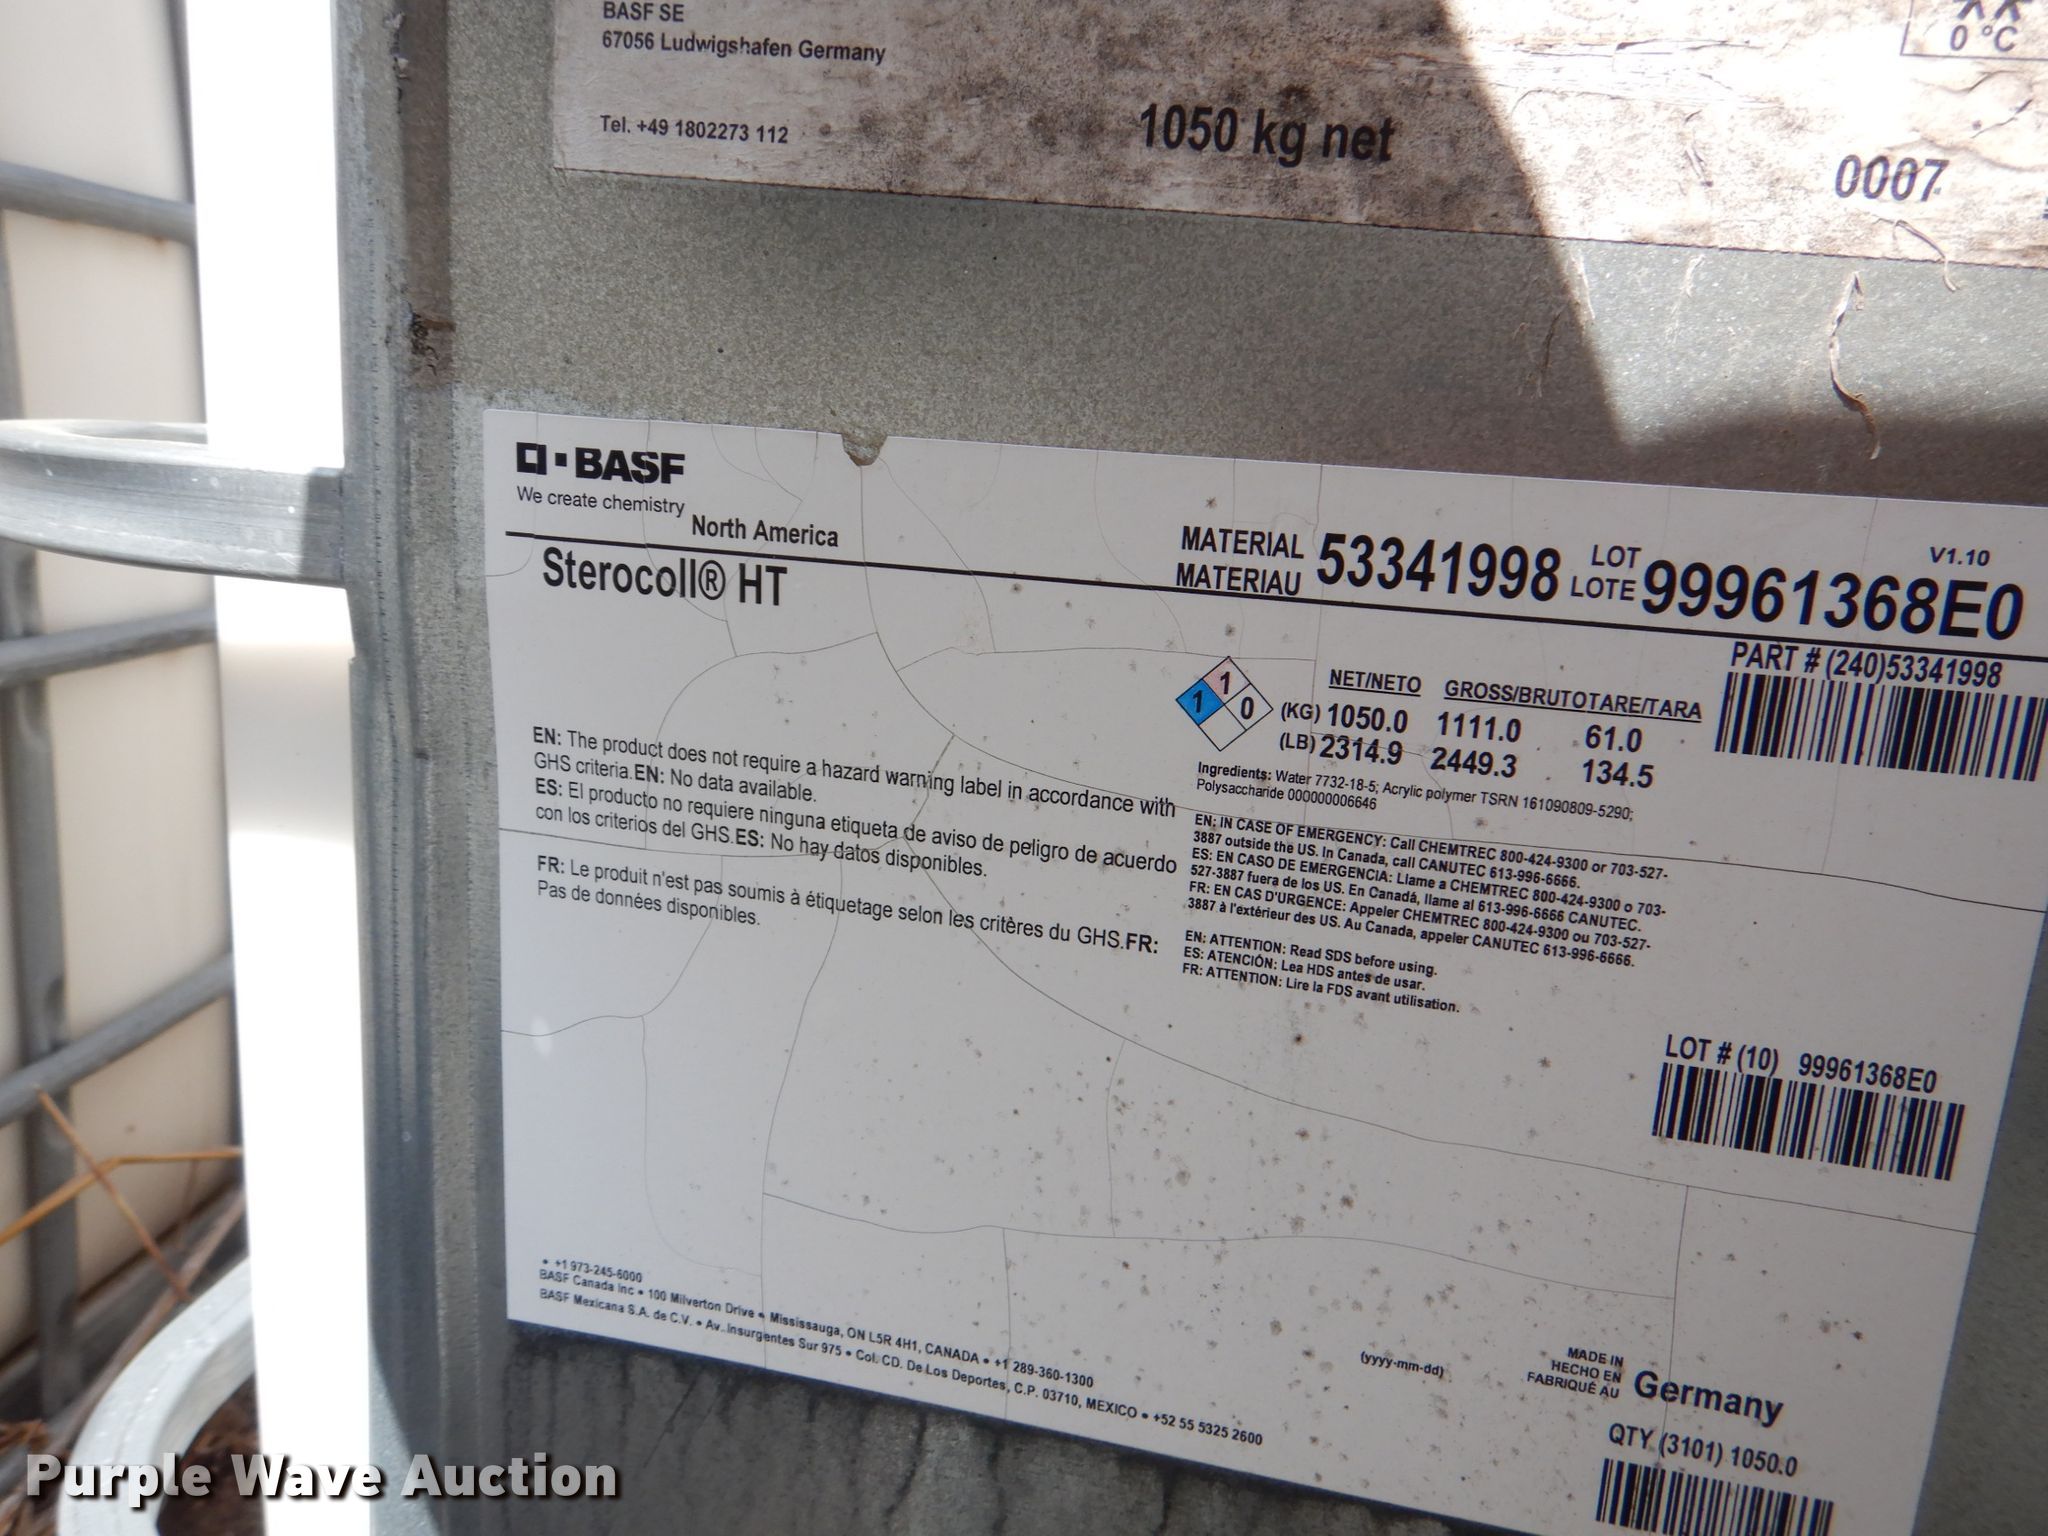 BASF SE
67056 Ludwigshafen Germany
Tel. +49 1802273 112
1050 kg net
0 °C
0007
BASF
We create chemistry
North America
Sterocoll® HT
MATERIAL
MATERIAU
53341998
LOT
LOTE
99961368E0
V1.10
PART # (240)53341998
1
1
0
NET/NETO GROSS/BRUTO TARE/TARA
(KG) 1050.0 1111.0 61.0
(LB) 2314.9 2449.3 134.5
Ingredients: Water 7732-18-5; Acrylic polymer TSRN 161090809-5290;
Polysaccharide 000000006646
EN: The product does not require a hazard warning label in accordance with
GHS criteria.EN: No data available.
ES: El producto no requiere ninguna etiqueta de aviso de peligro de acuerdo
con los criterios del GHS.ES: No hay datos disponibles.
FR: Le produit n'est pas soumis à étiquetage selon les critères du GHS.FR:
Pas de données disponibles.
EN: IN CASE OF EMERGENCY: Call CHEMTREC 800-424-9300 or 703-527-
3887 outside the US. In Canada, call CANUTEC 613-996-6666.
ES: EN CASO DE EMERGENCIA: Llame a CHEMTREC 800-424-9300 o 703-
527-3887 fuera de los US. En Canadá, llame al 613-996-6666 CANUTEC.
FR: EN CAS D'URGENCE: Appeler CHEMTREC 800-424-9300 ou 703-527-
3887 à l'extérieur des US. Au Canada, appeler CANUTEC 613-996-6666.
EN: ATTENTION: Read SDS before using.
ES: ATENCIÓN: Lea HDS antes de usar.
FR: ATTENTION: Lire la FDS avant utilisation.
LOT # (10) 99961368E0
• +1 973-245-6000
BASF Canada Inc • 100 Milverton Drive • Mississauga, ON L5R 4H1, CANADA • +1 289-360-1300
BASF Mexicana S.A. de C.V. • Av. Insurgentes Sur 975 • Col. CD. De Los Deportes, C.P. 03710, MEXICO • +52 55 5325 2600
(yyyy-mm-dd)
MADE IN
HECHO EN
FABRIQUÉ AU
Germany
QTY (3101) 1050.0
Purple Wave Auction